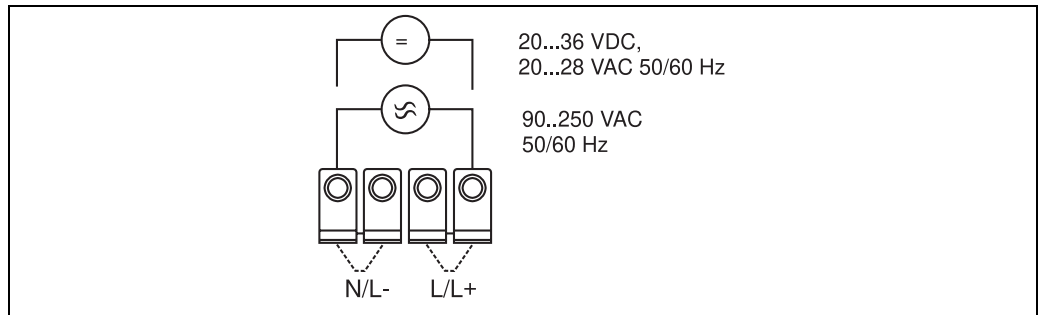 =
20...36 VDC,
20...28 VAC 50/60 Hz
90..250 VAC
50/60 Hz
N/L- L/L+